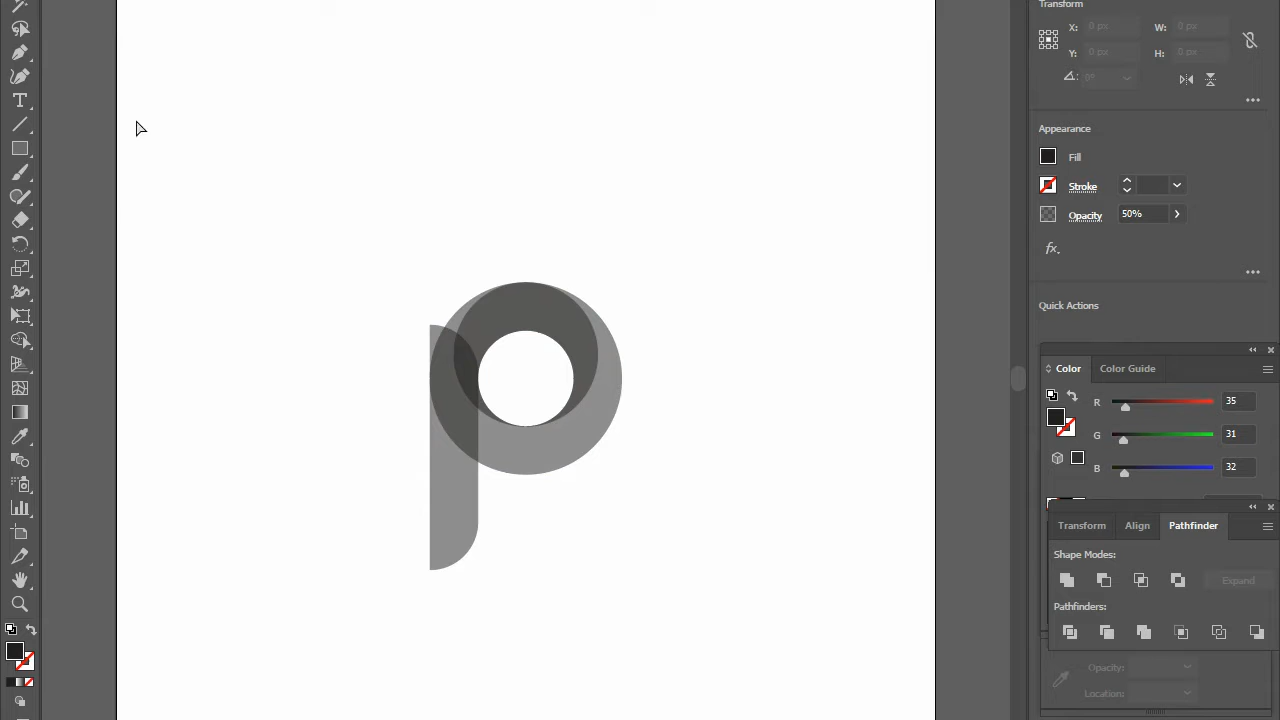 Transform
X: 0 px W: 0 px
Y: 0 px H: 0 px
0°
Appearance
Fill
Stroke
Opacity 50%
fx.
Quick Actions
Color Color Guide
R 35
G 31
B 32
Transform Align Pathfinder
Shape Modes:
Expand
Pathfinders:
Opacity:
Location: